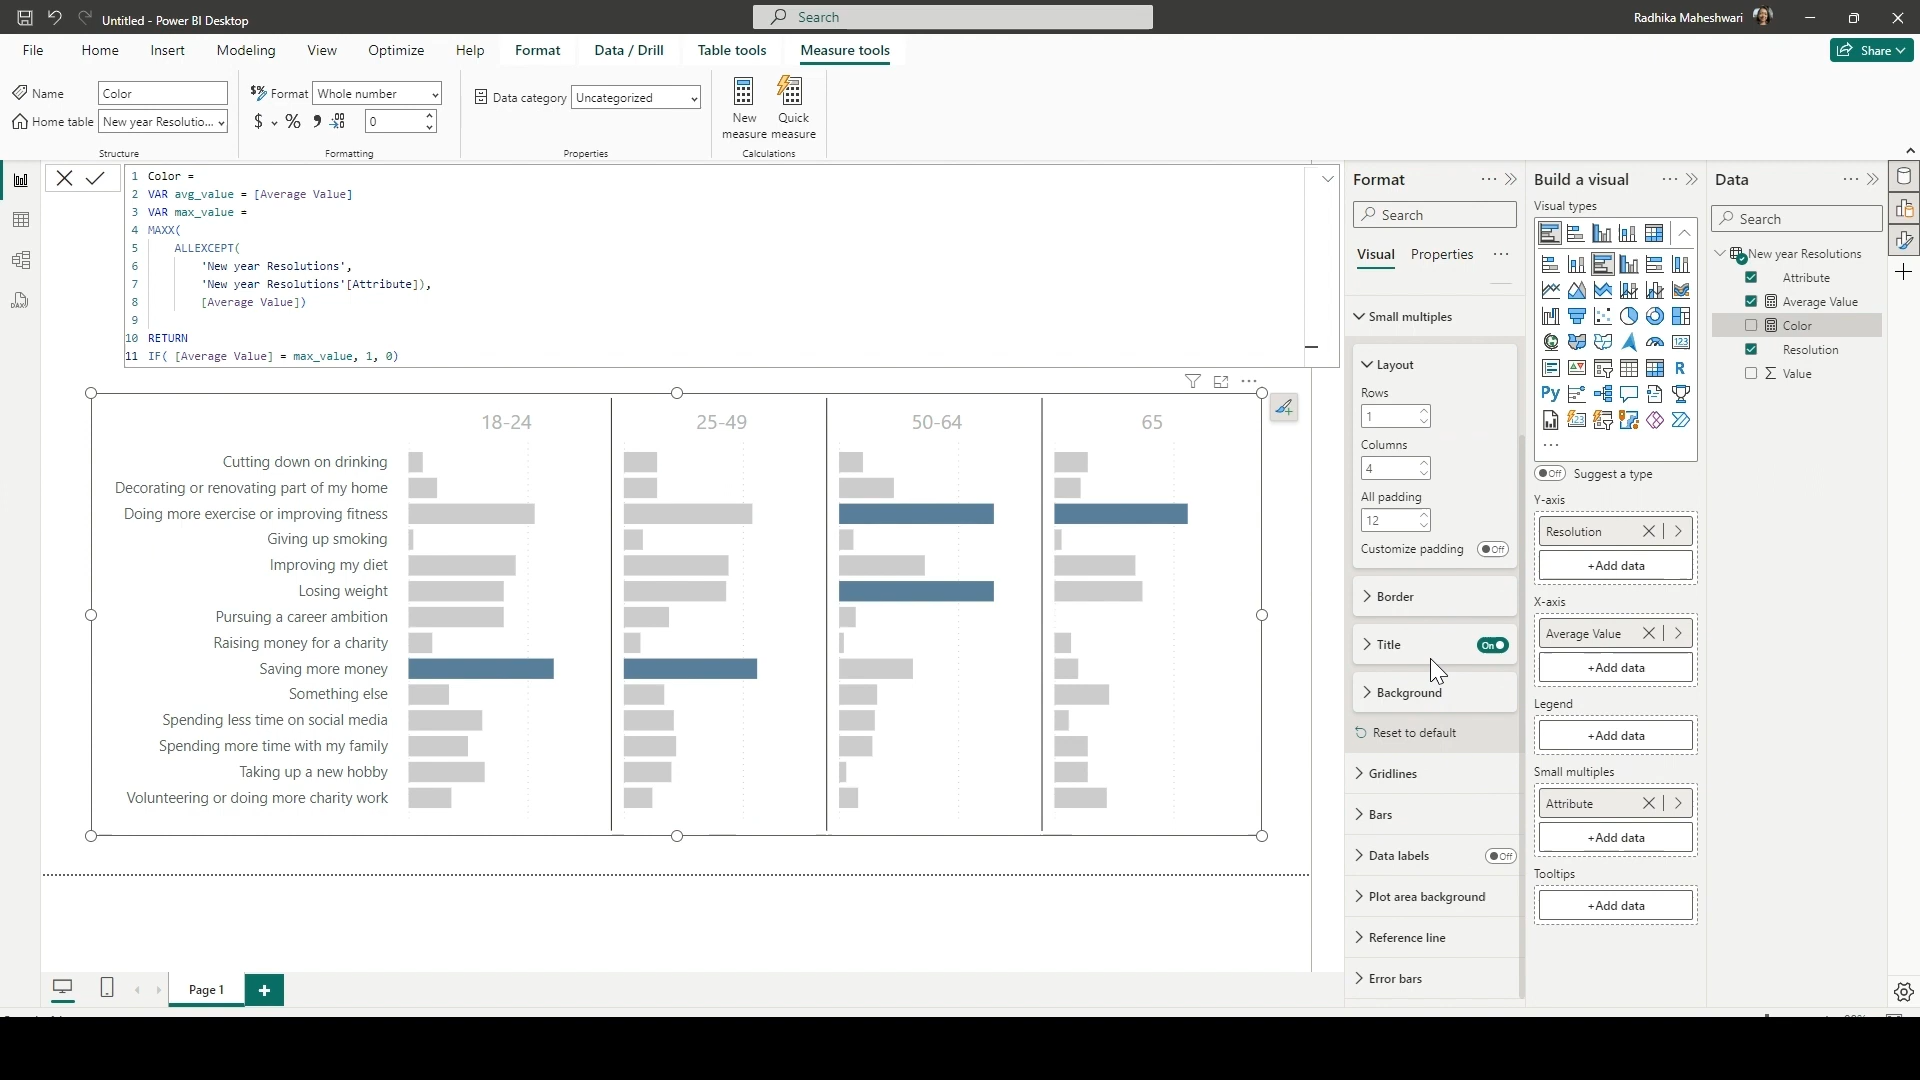 Untitled - Power BI Desktop
Search
Radhika Maheshwari
File Home Insert Modeling View Optimize Help Format Data / Drill Table tools Measure tools
Share
Name Color
Home table New year Resolutio...
Structure
Format Whole number
$ % 0
Formatting
Data category Uncategorized
Properties
New measure
Quick measure
Calculations
1 Color =
2 VAR avg_value = [Average Value]
3 VAR max_value =
4 MAXX(
5 ALLEXCEPT(
6 'New year Resolutions',
7 'New year Resolutions'[Attribute]),
8 [Average Value])
9
10 RETURN
11 IF( [Average Value] = max_value, 1, 0)
18-24 25-49 50-64 65
Cutting down on drinking
Decorating or renovating part of my home
Doing more exercise or improving fitness
Giving up smoking
Improving my diet
Losing weight
Pursuing a career ambition
Raising money for a charity
Saving more money
Something else
Spending less time on social media
Spending more time with my family
Taking up a new hobby
Volunteering or doing more charity work
Page 1
Format
Search
Visual Properties
Small multiples
Layout
Rows
1
Columns
4
All padding
12
Customize padding Off
Border
Title On
Background
Reset to default
Gridlines
Bars
Data labels Off
Plot area background
Reference line
Error bars
Build a visual
Visual types
123
R
Py
...
Off Suggest a type
Y-axis
Resolution
+Add data
X-axis
Average Value
+Add data
Legend
+Add data
Small multiples
Attribute
+Add data
Tooltips
+Add data
Data
Search
New year Resolutions
Attribute
Average Value
Color
Resolution
Σ Value